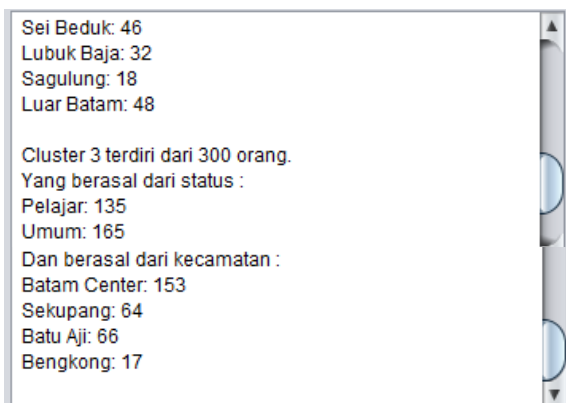 Sei Beduk: 46
Lubuk Baja: 32
Sagulung: 18
Luar Batam: 48
Cluster 3 terdiri dari 300 orang.
Yang berasal dari status :
Pelajar: 135
Umum: 165
Dan berasal dari kecamatan :
Batam Center: 153
Sekupang: 64
Batu Aji: 66
Bengkong: 17